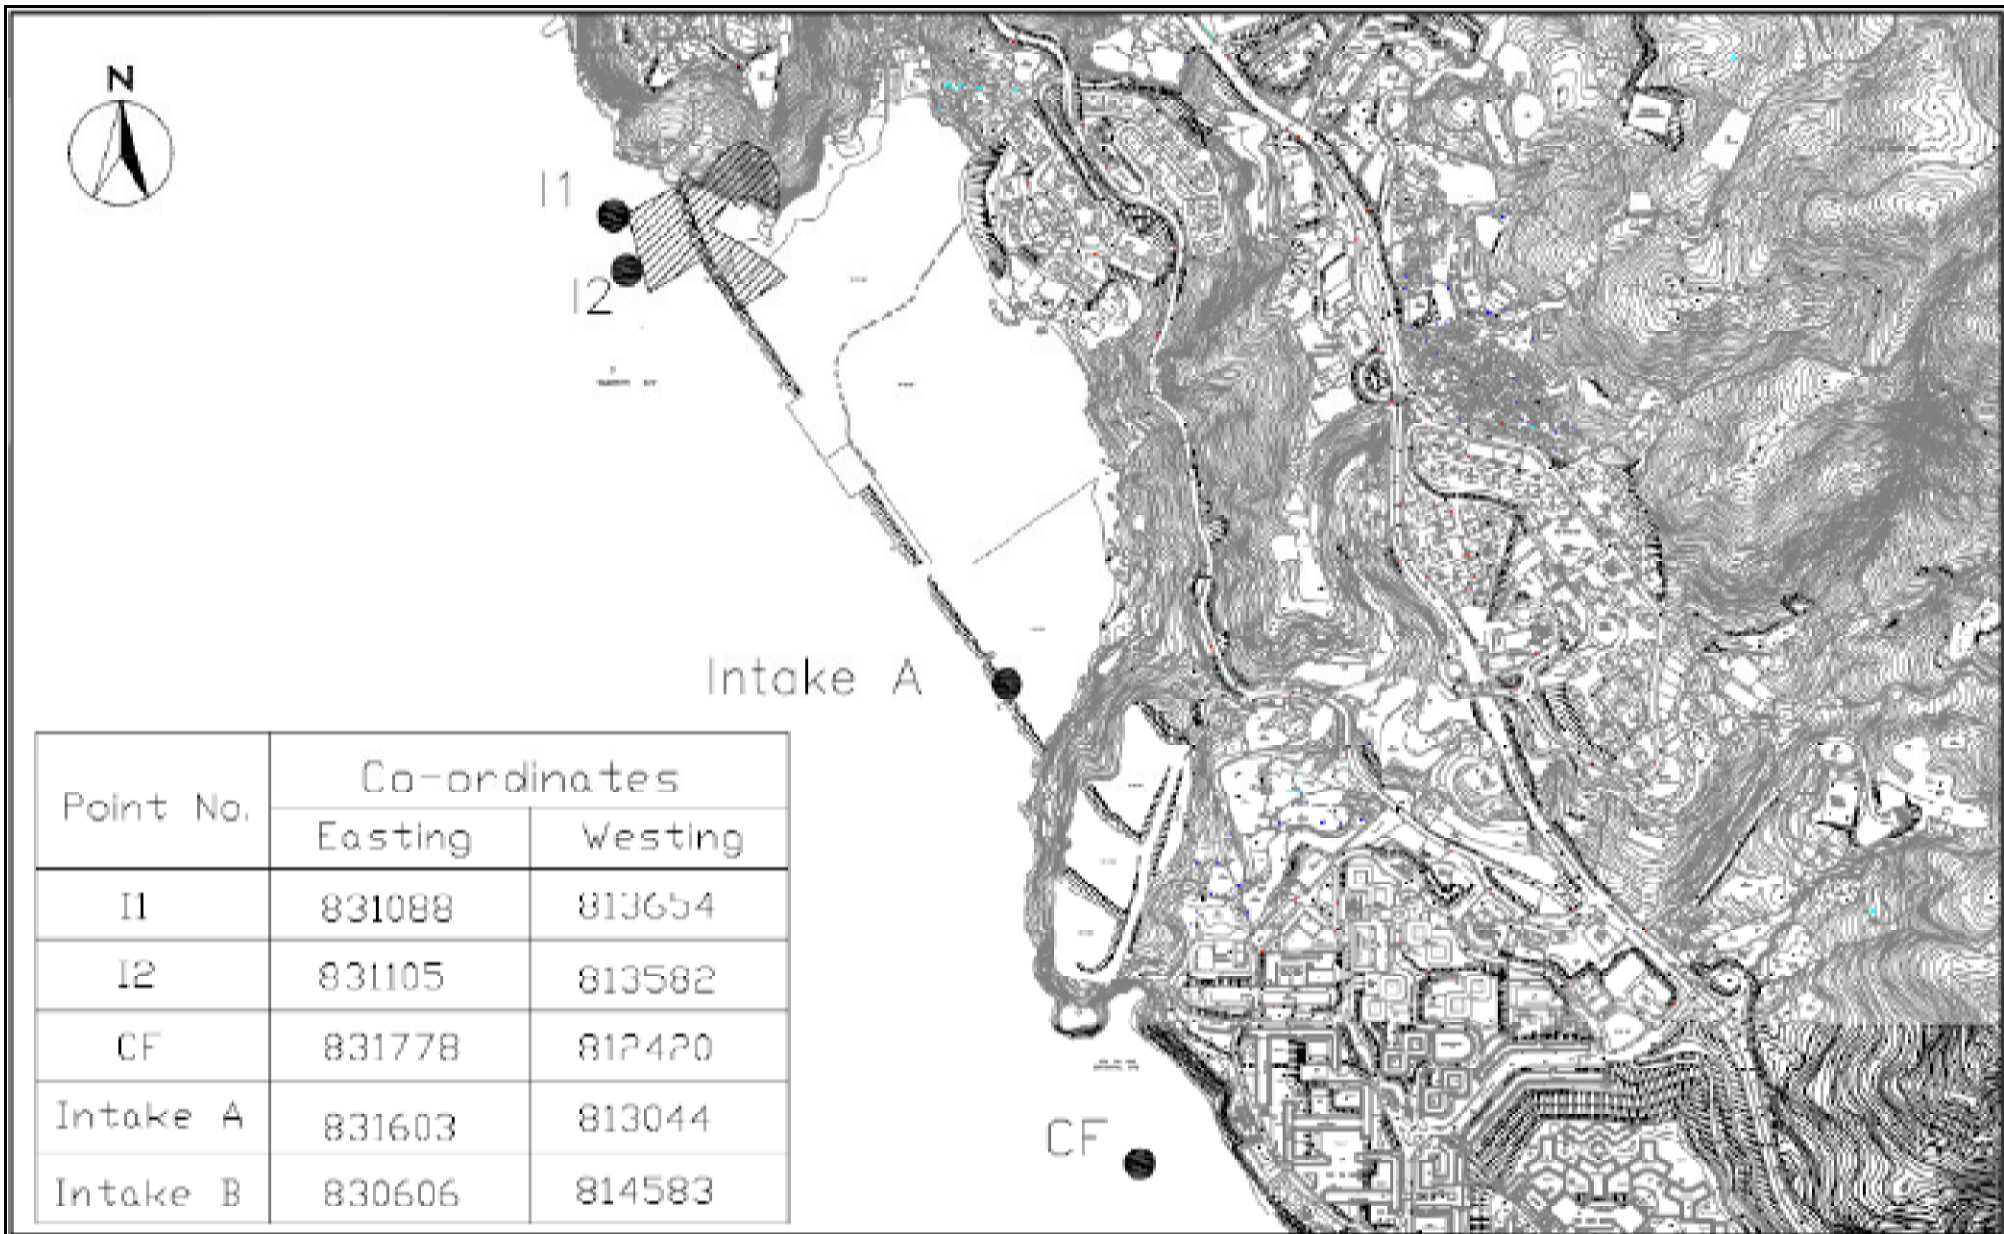 N
I1
I2
Intake A
Point No. Co-ordinates
Easting Westing
I1 831088 813654
I2 831105 813582
CF 831778 812420
Intake A 831603 813044
Intake B 830606 814583
CF